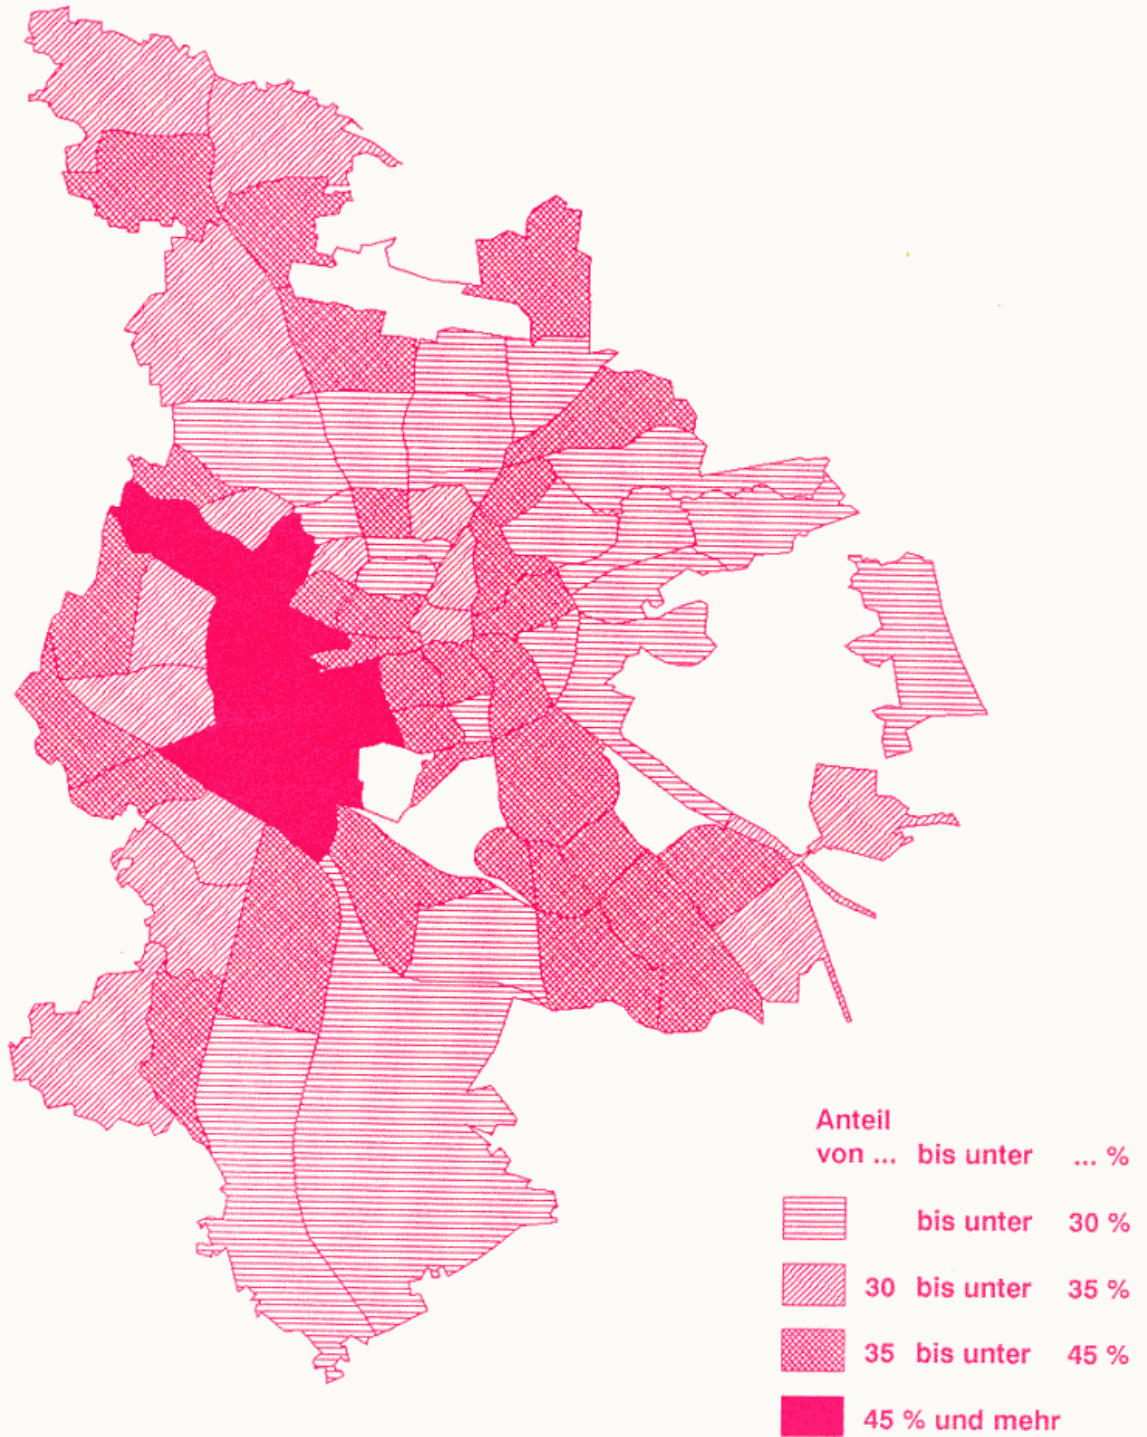 Anteil
von ... bis unter ... %
bis unter 30 %
30 bis unter 35 %
35 bis unter 45 %
45 % und mehr